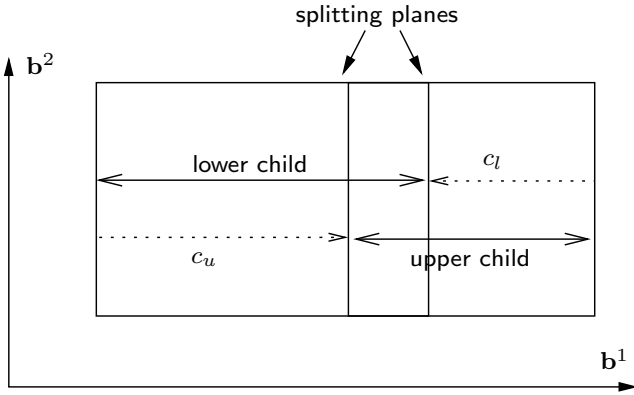 splitting planes
b²
lower child
c_l
c_u
upper child
b¹